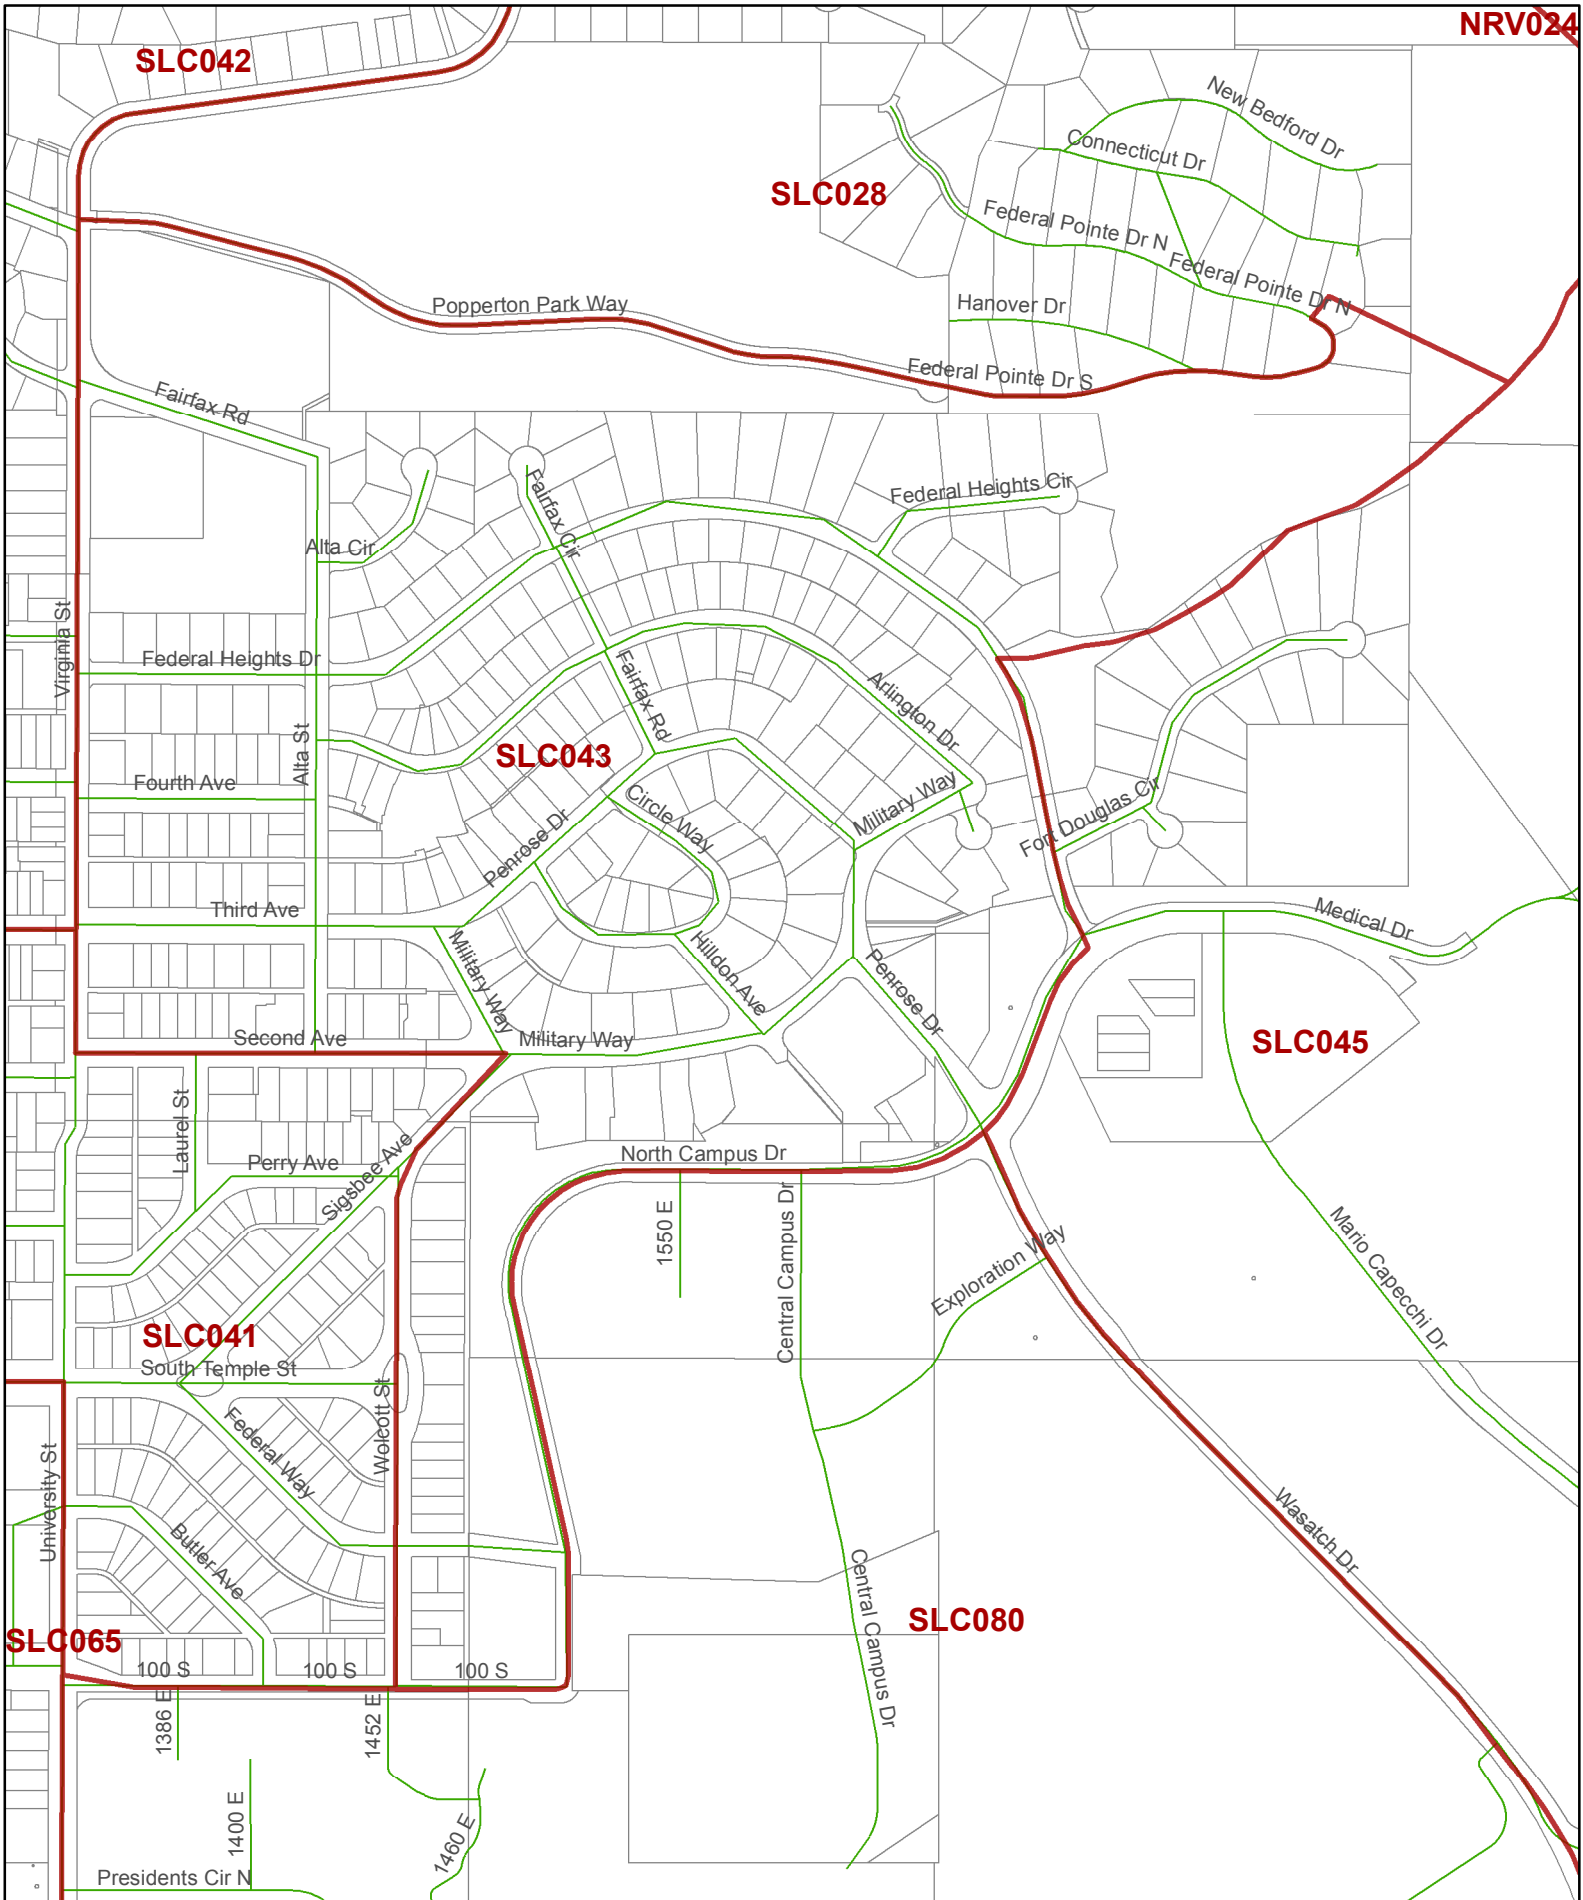 NRV024
SLC042
New Bedford Dr
Connecticut Dr
SLC028
Federal Pointe Dr N
Federal Pointe Dr N
Hanover Dr
Popperton Park Way
Federal Pointe Dr S
Fairfax Rd
Federal Heights Cir
Fairfax Cir
Alta Cir
Virginia St
Federal Heights Dr
Fairfax Rd
Arlington Dr
Alta St
SLC043
Fourth Ave
Military Way
Circle Way
Fort Douglas Cir
Penrose Dr
Third Ave
Medical Dr
Military Way
Hilldon Ave
Penrose Dr
Second Ave
Military Way
SLC045
Laurel St
Perry Ave
Sigsbee Ave
North Campus Dr
1550 E
Central Campus Dr
Exploration Way
Mario Capecchi Dr
SLC041
South Temple St
Wolcott St
Federal Way
University St
Butler Ave
Wasatch Dr
Central Campus Dr
SLC080
SLC065
100 S
100 S
100 S
1386 E
1452 E
1400 E
1460 E
Presidents Cir N